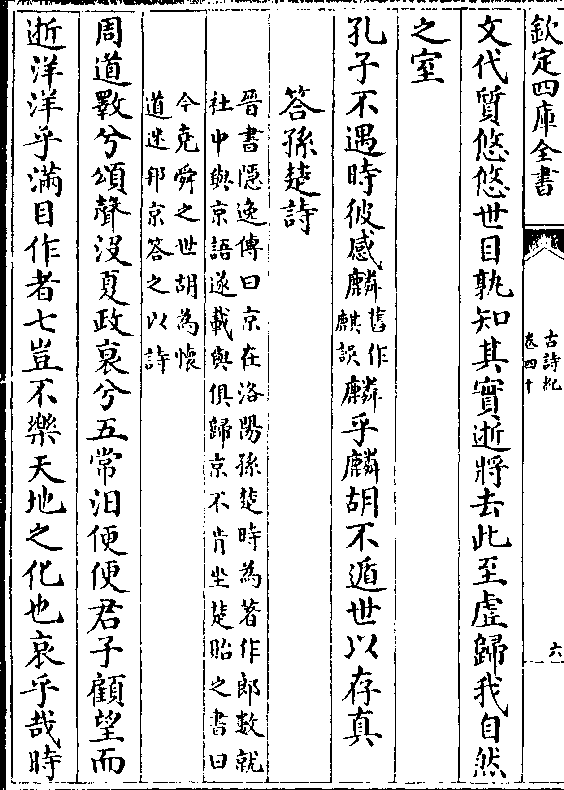 欽定四庫全書
古詩紀
卷四十
六
文代質悠悠世目孰知其實逝將去此至虛歸我自然
之室
孔子不遇時彼感麟舊作麒誤麟乎麟胡不遁世以存真
答孫楚詩
晉書隱逸傳曰京在洛陽孫楚時為著作郎數就
社中與京語遂載與俱歸京不肯坐楚貽之書曰
今堯舜之世胡為懷
道迷邦京答之以詩
周道斁兮頌聲沒夏政衰兮五常汨便便君子顧望而
逝洋洋乎滿目作者七豈不樂天地之化也哀乎哉時